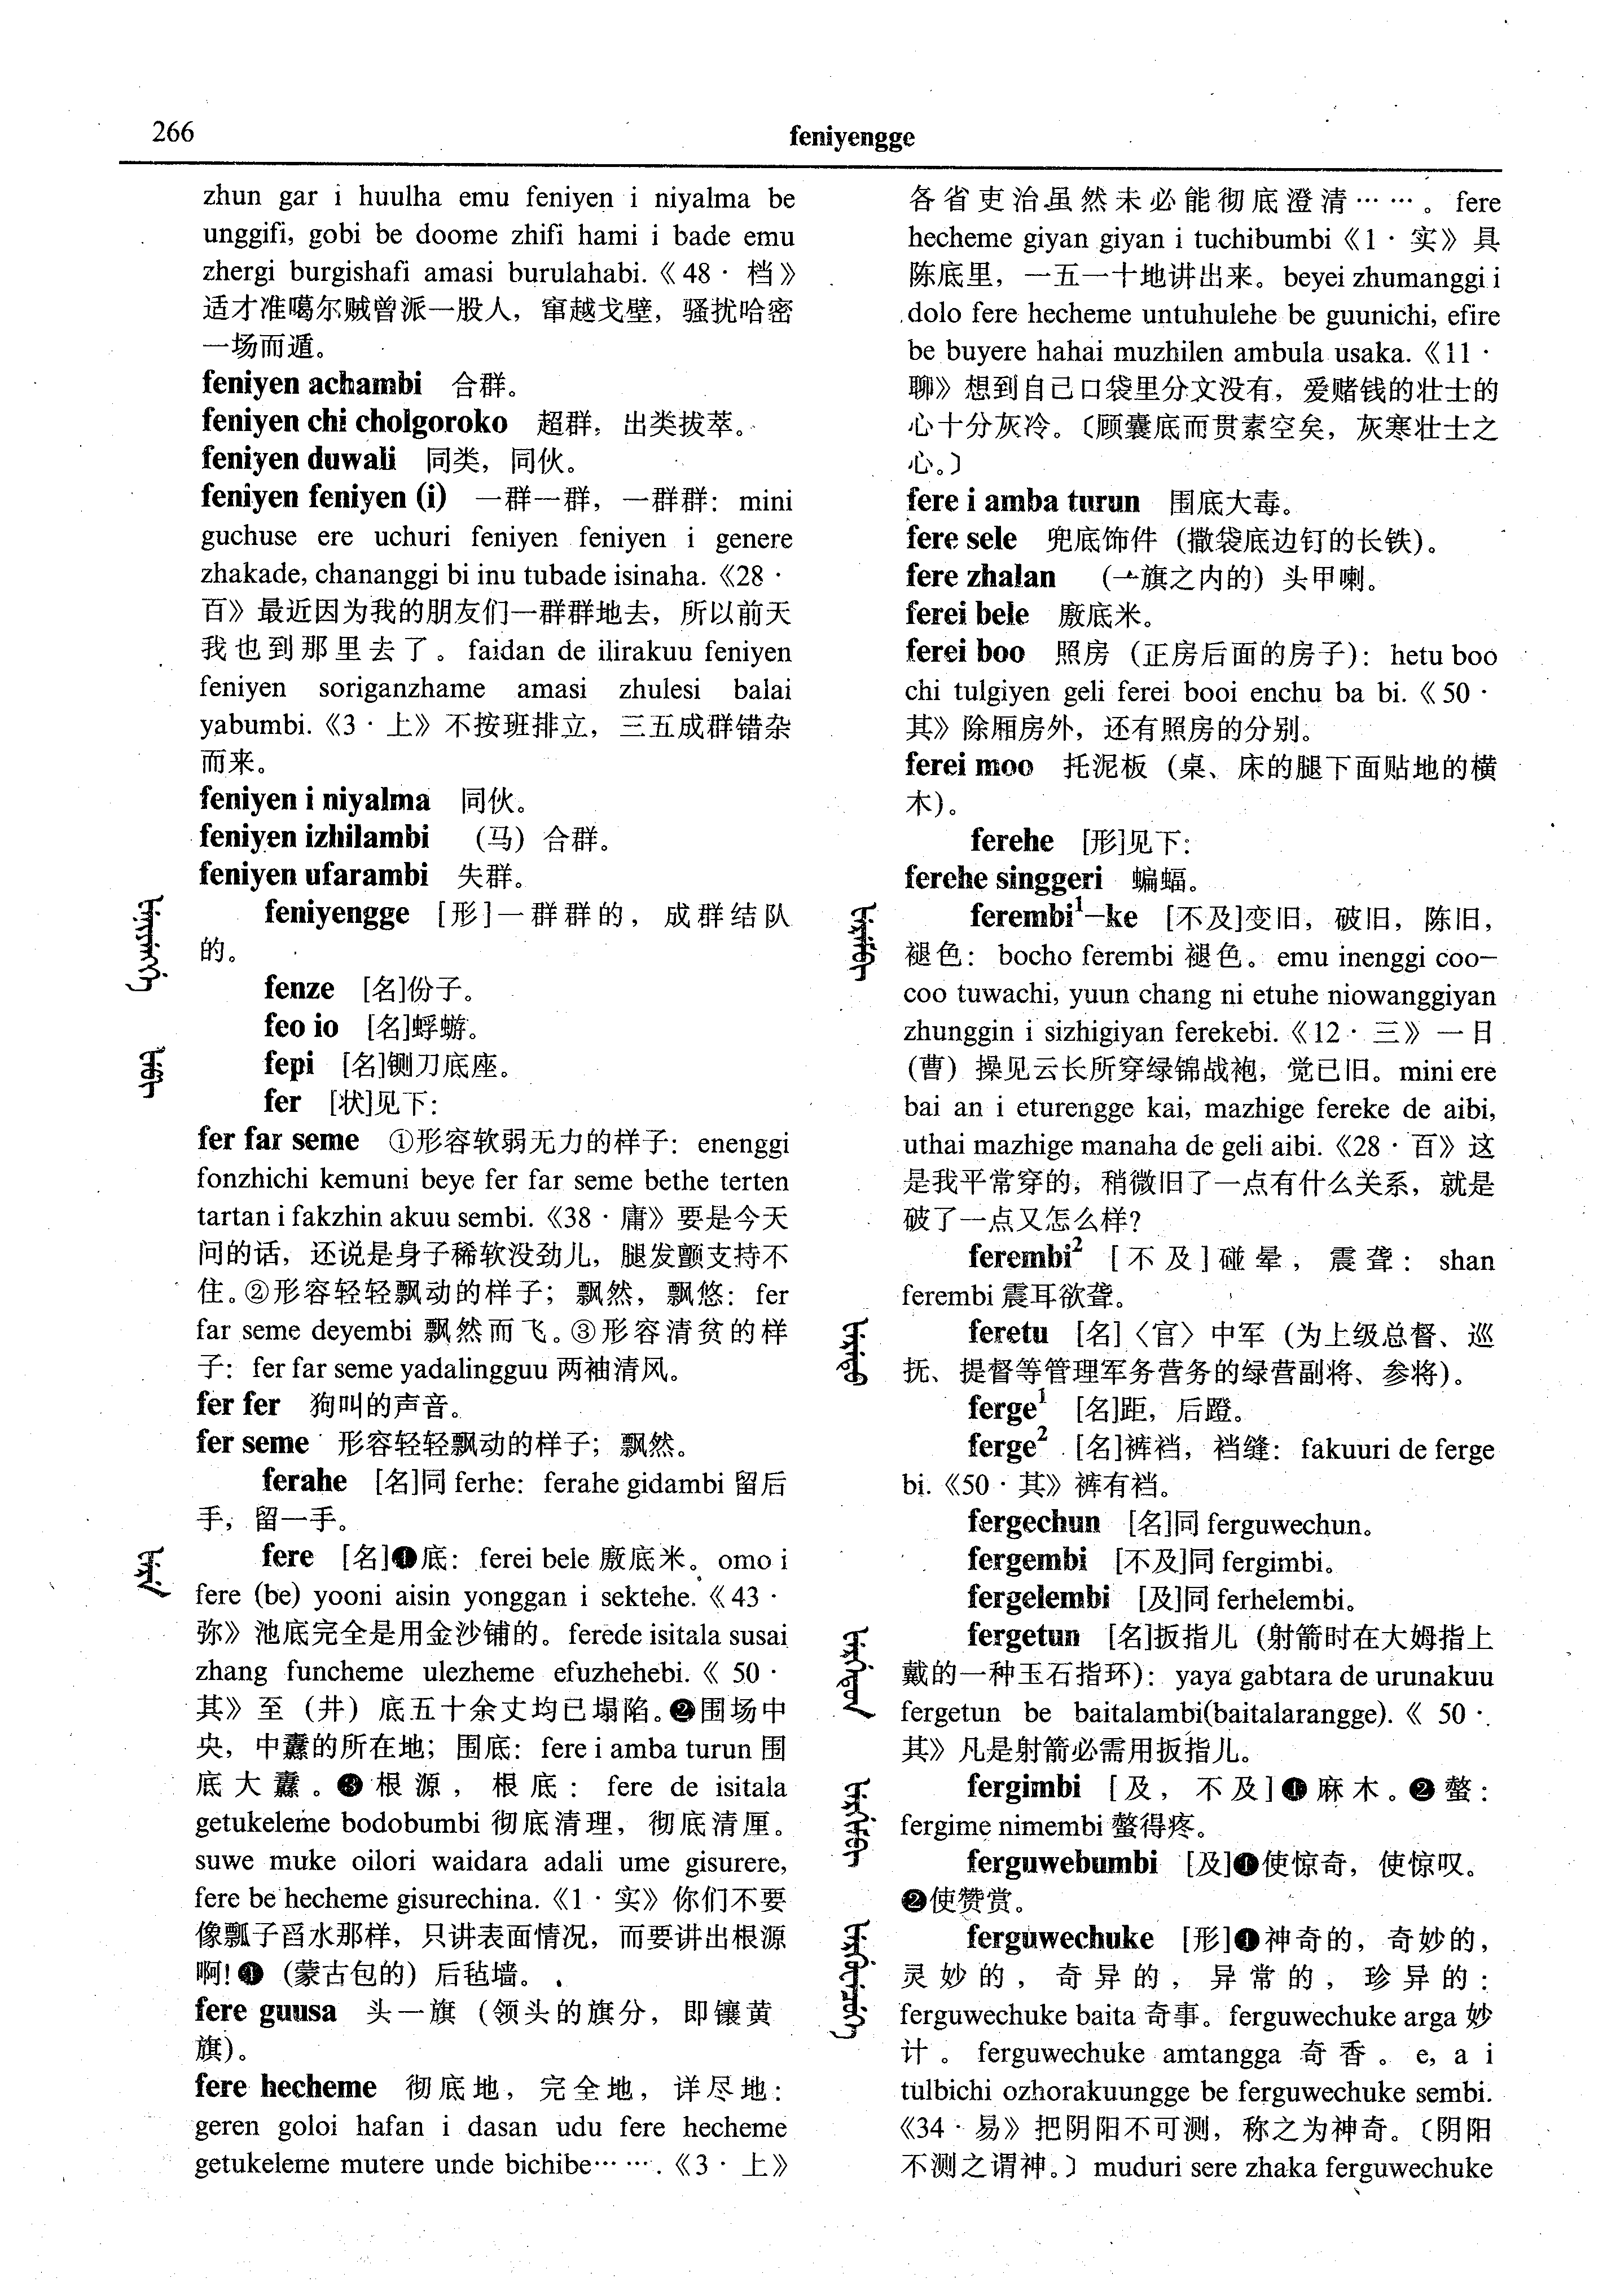 266
feniyengge
zhun gar i huulha emu feniyen i niyalma be
unggifi, gobi be doome zhifi hami i bade emu
zhergi burgishafi amasi burulahabi.《48 · 档》
适才准噶尔贼曾派一股人，窜越戈壁，骚扰哈密
一场而遁。
feniyen achambi 合群。
feniyen chi cholgoroko 超群，出类拔萃。
feniyen duwali 同类，同伙。
feniyen feniyen (i) 一群一群，一群群：mini
guchuse ere uchuri feniyen feniyen i genere
zhakade, chananggi bi inu tubade isinaha.《28 ·
百》最近因为我的朋友们一群群地去，所以前天
我也到那里去了。faidan de ilirakuu feniyen
feniyen soriganzhame amasi zhulesi balai
yabumbi.《3 · 上》不按班排立，三五成群错杂
而来。
feniyen i niyalma 同伙。
feniyen izhilambi （马）合群。
feniyen ufarambi 失群。
feniyengge [形]一群群的，成群结队
的。
fenze [名]份子。
feo io [名]蜉蝣。
fepi [名]铡刀底座。
fer [状]见下：
fer far seme ①形容软弱无力的样子：enenggi
fonzhichi kemuni beye fer far seme bethe terten
tartan i fakzhin akuu sembi.《38 · 庸》要是今天
问的话，还说是身子稀软没劲儿，腿发颤支持不
住。②形容轻轻飘动的样子；飘然，飘悠：fer
far seme deyembi 飘然而飞。③形容清贫的样
子：fer far seme yadalingguu 两袖清风。
fer fer 狗叫的声音。
fer seme 形容轻轻飘动的样子；飘然。
ferahe [名]同 ferhe：ferahe gidambi 留后
手，留一手。
fere [名]❶底：ferei bele 廒底米。omo i
fere (be) yooni aisin yonggan i sektehe.《43 ·
弥》池底完全是用金沙铺的。ferede isitala susai
zhang funcheme ulezheme efuzhehebi.《 50 ·
其》至（井）底五十余丈均已塌陷。❷围场中
央，中纛的所在地；围底：fere i amba turun 围
底大纛。❸根源，根底：fere de isitala
getukeleme bodobumbi 彻底清理，彻底清厘。
suwe muke oilori waidara adali ume gisurere,
fere be hecheme gisurechina.《1 · 实》你们不要
像瓢子舀水那样，只讲表面情况，而要讲出根源
啊！❹（蒙古包的）后毡墙。
fere guusa 头一旗（领头的旗分，即镶黄
旗）。
fere hecheme 彻底地，完全地，详尽地：
geren goloi hafan i dasan udu fere hecheme
getukeleme mutere unde bichibe…….《3 · 上》
各省吏治虽然未必能彻底澄清……。fere
hecheme giyan giyan i tuchibumbi《1 · 实》具
陈底里，一五一十地讲出来。beyei zhumanggi i
dolo fere hecheme untuhulehe be guunichi, efire
be buyere hahai muzhilen ambula usaka.《11 ·
聊》想到自己口袋里分文没有，爱赌钱的壮士的
心十分灰冷。〔顾囊底而贯素空矣，灰寒壮士之
心。〕
fere i amba turun 围底大毒。
fere sele 兜底饰件（撒袋底边钉的长铁）。
fere zhalan （一旗之内的）头甲喇。
ferei bele 廒底米。
ferei boo 照房（正房后面的房子）：hetu boo
chi tulgiyen geli ferei booi enchu ba bi.《50 ·
其》除厢房外，还有照房的分别。
ferei moo 托泥板（桌、床的腿下面贴地的横
木）。
ferehe [形]见下：
ferehe singgeri 蝙蝠。
ferembi¹–ke [不及]变旧，破旧，陈旧，
褪色：bocho ferembi 褪色。emu inenggi coo–
coo tuwachi, yuun chang ni etuhe niowanggiyan
zhunggin i sizhigiyan ferekebi.《12 · 三》一日
（曹）操见云长所穿绿锦战袍，觉已旧。mini ere
bai an i eturengge kai, mazhige fereke de aibi,
uthai mazhige manaha de geli aibi.《28 · 百》这
是我平常穿的，稍微旧了一点有什么关系，就是
破了一点又怎么样？
ferembi² [不及]碰晕，震聋：shan
ferembi 震耳欲聋。
feretu [名]〈官〉中军（为上级总督、巡
抚、提督等管理军务营务的绿营副将、参将）。
ferge¹ [名]距，后蹬。
ferge² [名]裤裆，裆缝：fakuuri de ferge
bi.《50 · 其》裤有裆。
fergechun [名]同 ferguwechun。
fergembi [不及]同 fergimbi。
fergelembi [及]同 ferhelembi。
fergetun [名]扳指儿（射箭时在大姆指上
戴的一种玉石指环）：yaya gabtara de urunakuu
fergetun be baitalambi(baitalarangge).《 50 ·
其》凡是射箭必需用扳指儿。
fergimbi [及，不及]❶麻木。❷螫：
fergime nimembi 螫得疼。
ferguwebumbi [及]❶使惊奇，使惊叹。
❷使赞赏。
ferguwechuke [形]❶神奇的，奇妙的，
灵妙的，奇异的，异常的，珍异的：
ferguwechuke baita 奇事。ferguwechuke arga 妙
计。ferguwechuke amtangga 奇香。e, a i
tulbichi ozhorakuungge be ferguwechuke sembi.
《34 · 易》把阴阳不可测，称之为神奇。〔阴阳
不测之谓神。〕muduri sere zhaka ferguwechuke